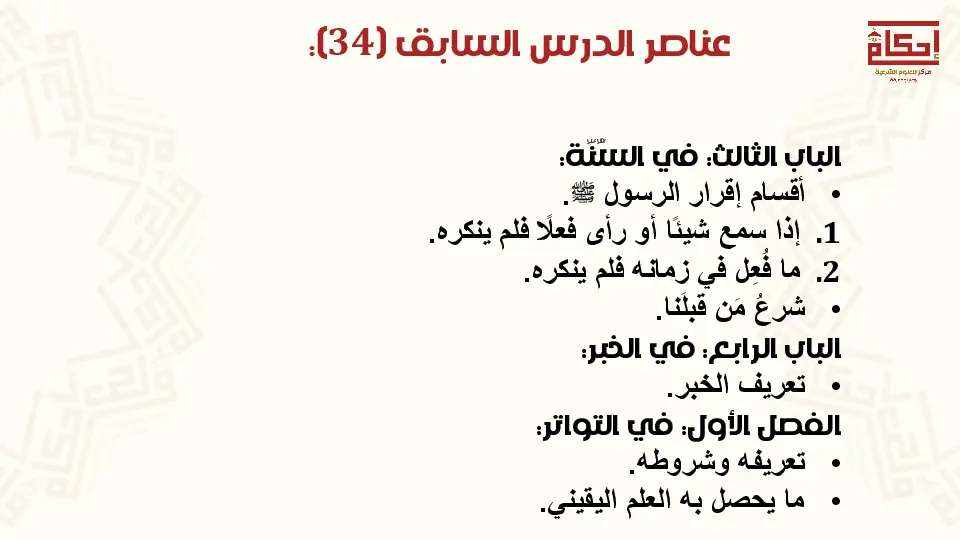 عناصر الدرس السابق (34):
إحكام
مركز للعلوم الشرعية
الباب الثالث: في السنّة:
• أقسام إقرار الرسول ﷺ.
1. إذا سمع شيئًا أو رأى فعلًا فلم ينكره.
2. ما فُعِل في زمانه فلم ينكره.
• شرعُ مَن قبلَنا.
الباب الرابع: في الخبر:
• تعريف الخبر.
الفصل الأول: في التواتر:
• تعريفه وشروطه.
• ما يحصل به العلم اليقيني.